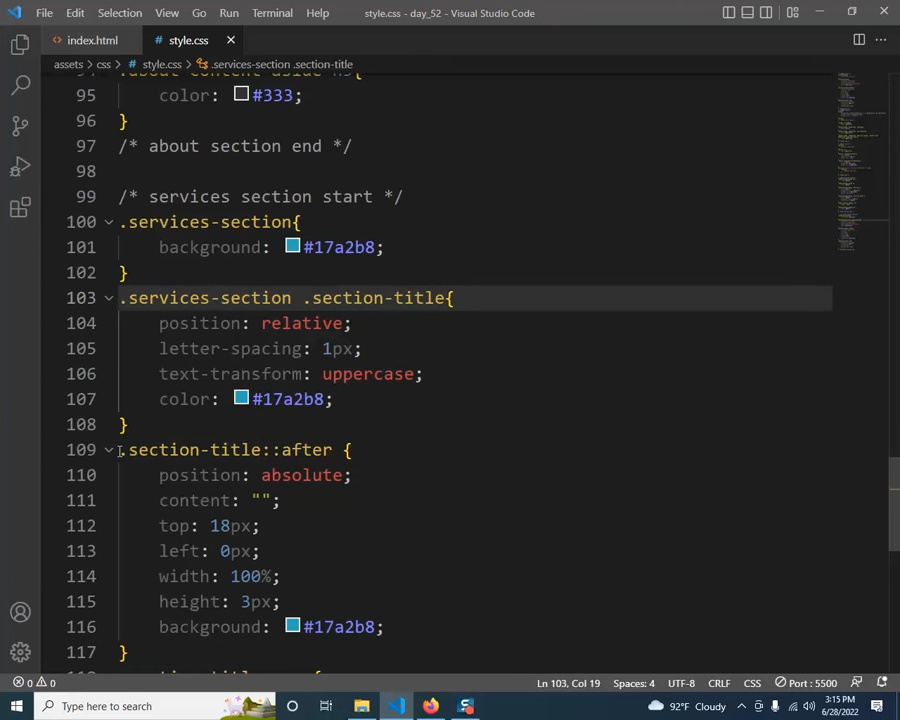 File Edit Selection View Go Run Terminal Help style.css - day_52 - Visual Studio Code
index.html # style.css
assets > css > # style.css > .services-section .section-title
95 color: #333;
96 }
97 /* about section end */
98
99 /* services section start */
100 .services-section{
101 background: #17a2b8;
102 }
103 .services-section .section-title{
104 position: relative;
105 letter-spacing: 1px;
106 text-transform: uppercase;
107 color: #17a2b8;
108 }
109 .section-title::after {
110 position: absolute;
111 content: "";
112 top: 18px;
113 left: 0px;
114 width: 100%;
115 height: 3px;
116 background: #17a2b8;
117 }
0 0 Ln 103, Col 19 Spaces: 4 UTF-8 CRLF CSS Port : 5500
Type here to search 92°F Cloudy 3:15 PM
6/28/2022